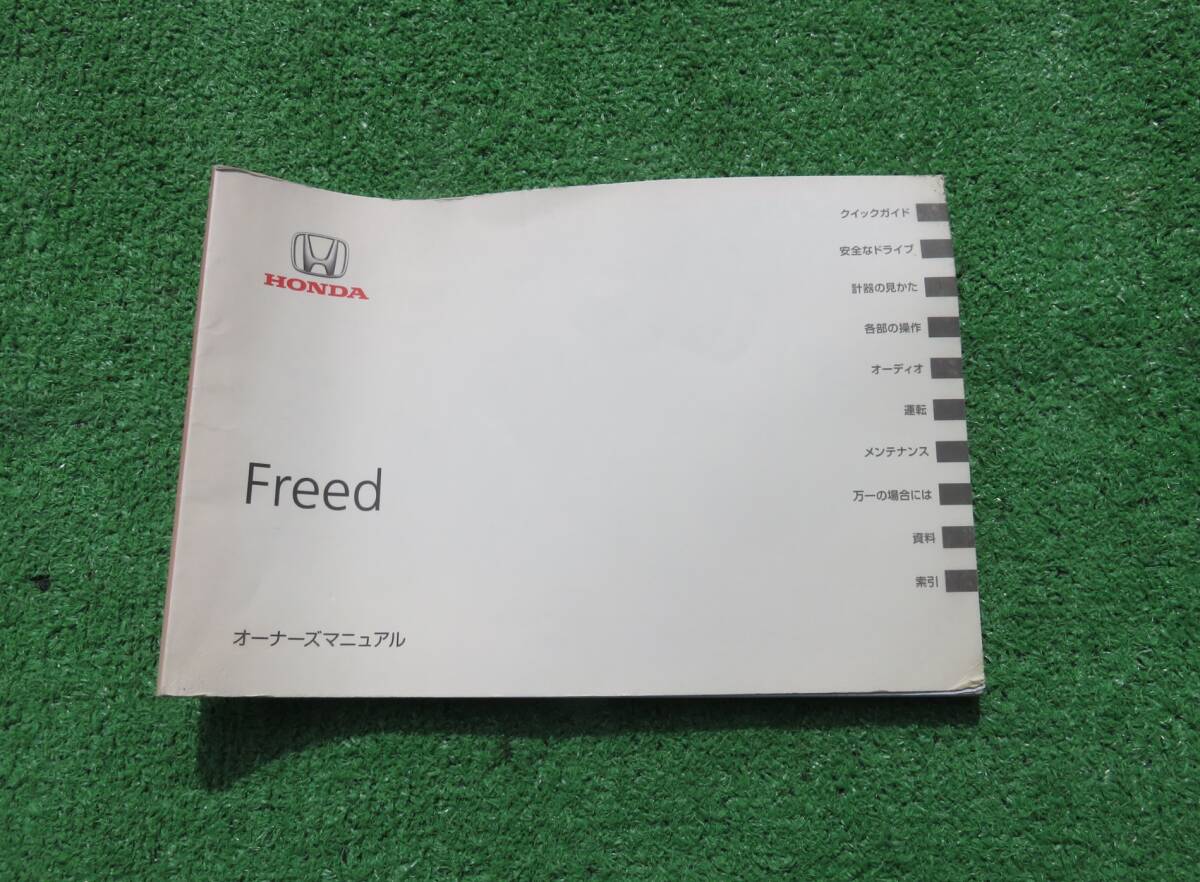 HONDA
Freed
オーナーズマニュアル
クイックガイド
安全なドライブ
計器の見かた
各部の操作
オーディオ
運転
メンテナンス
万一の場合には
資料
索引